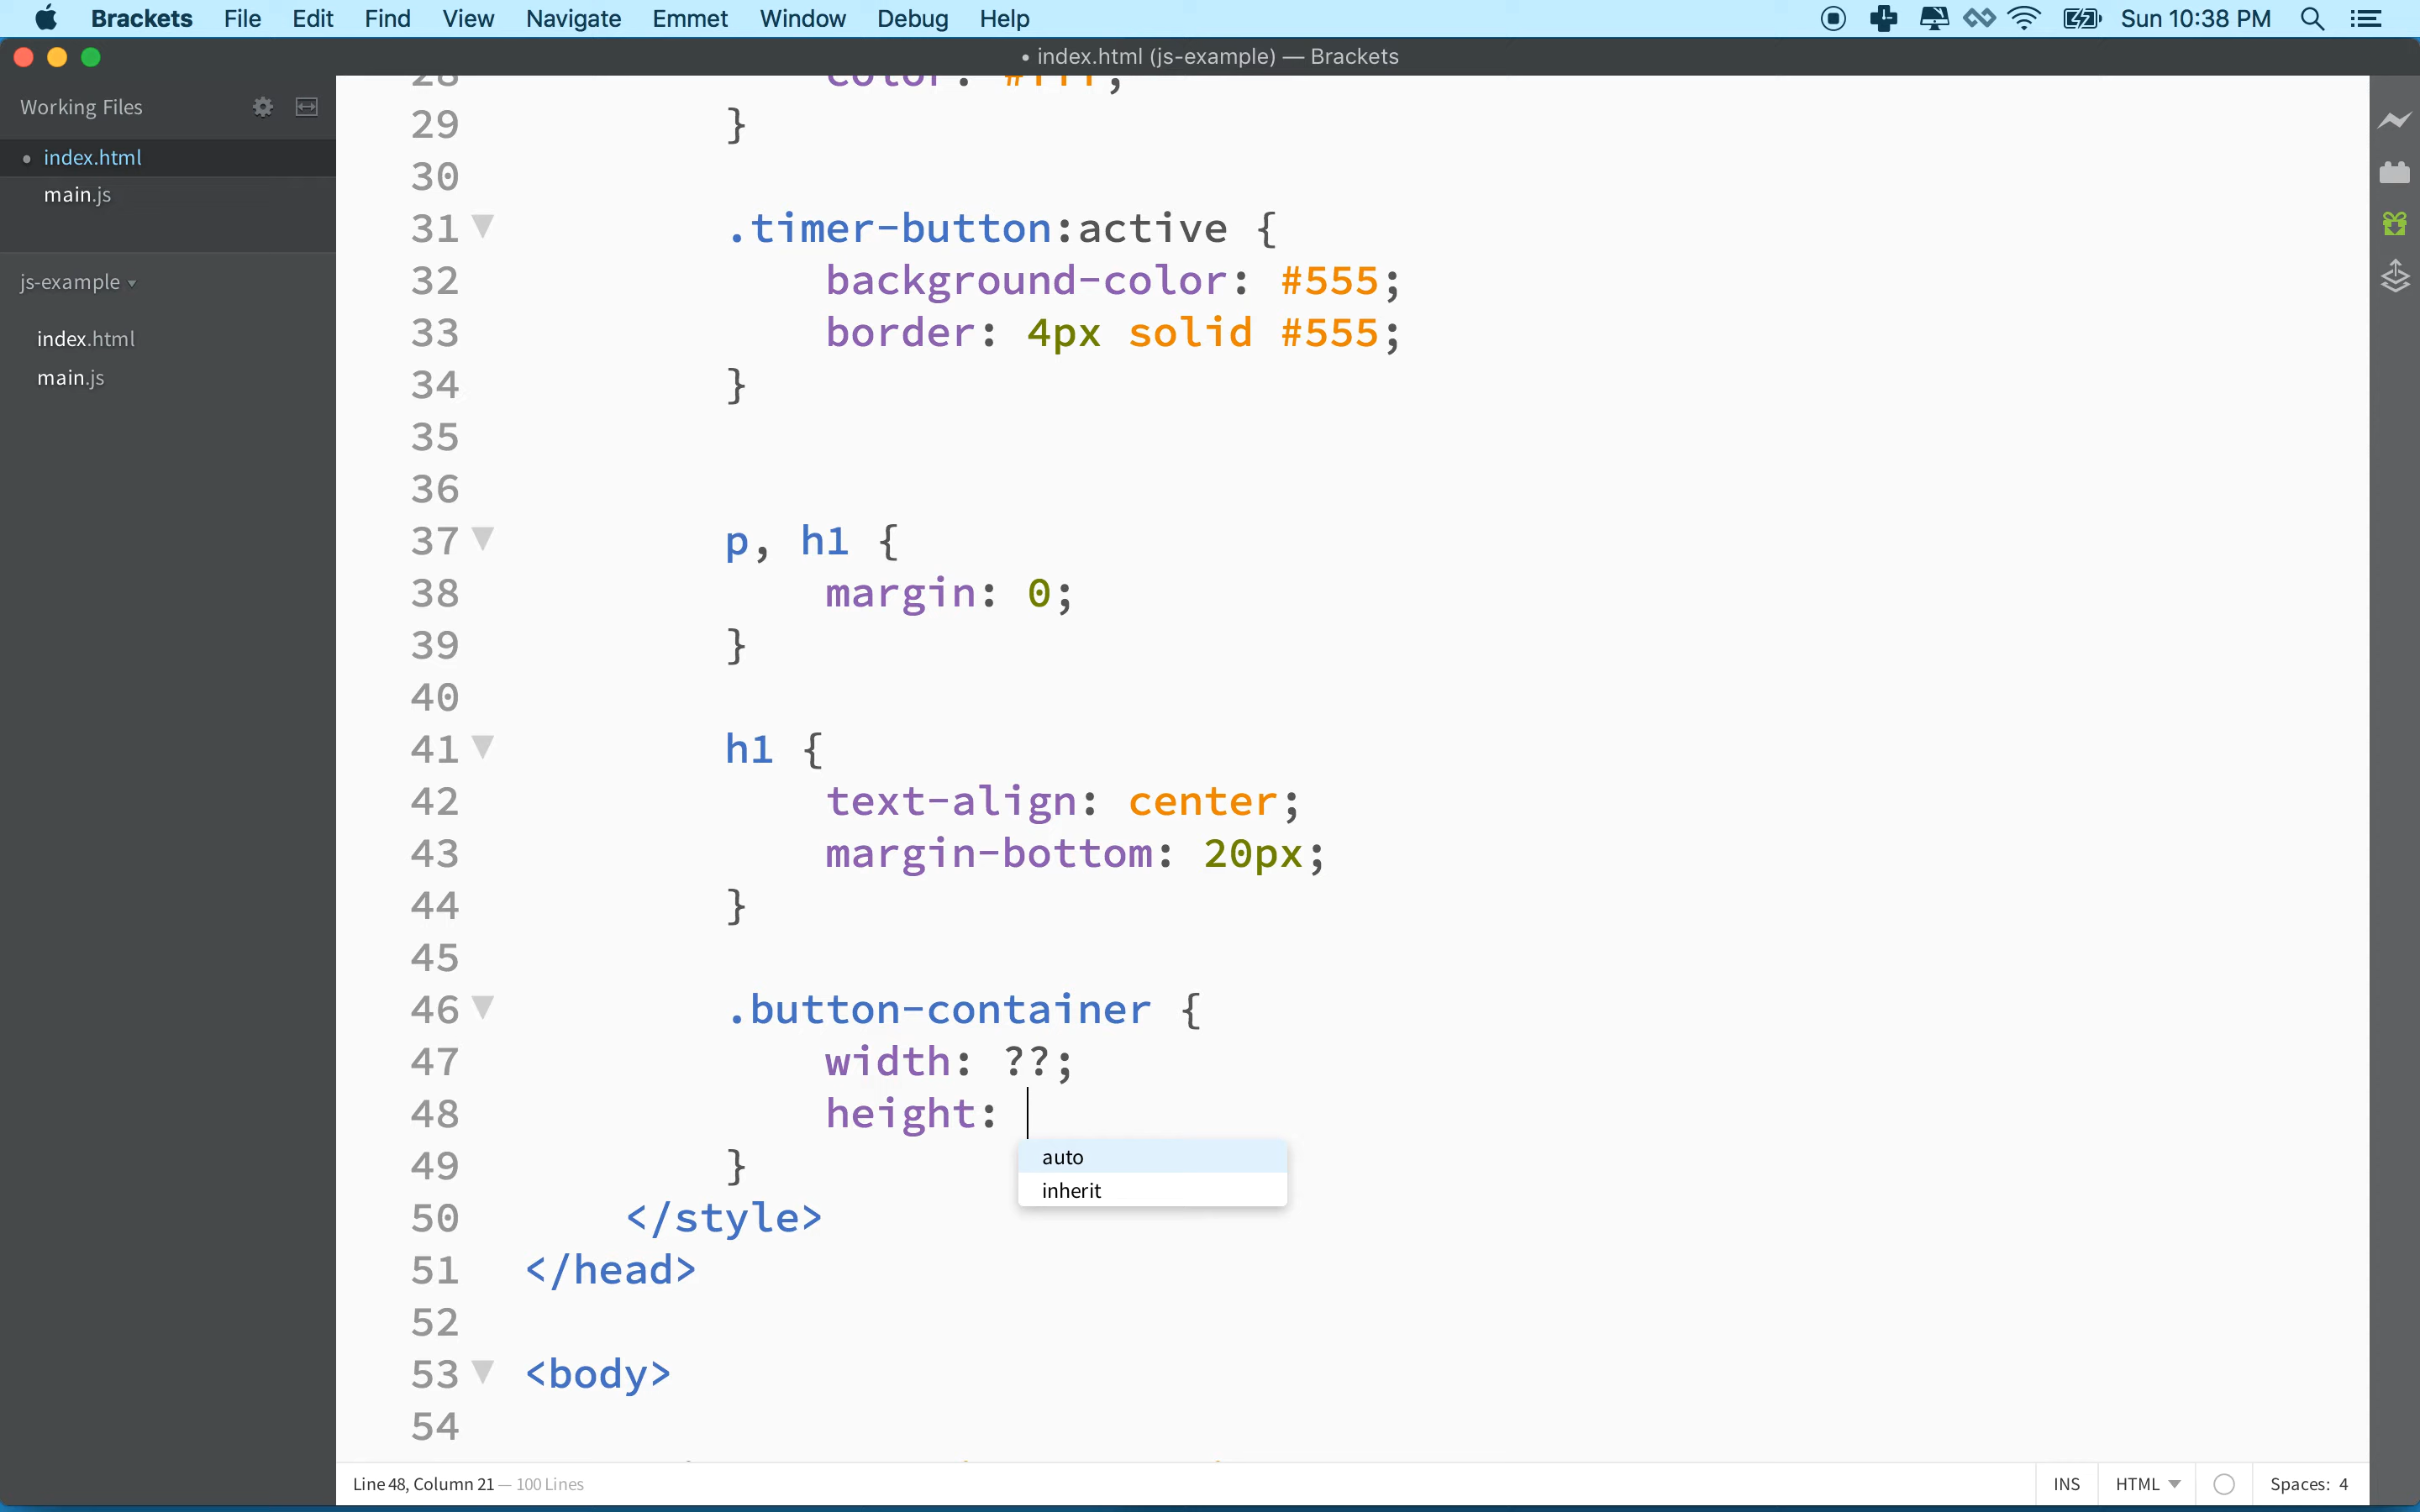 Brackets File Edit Find View Navigate Emmet Window Debug Help Sun 10:38 PM
• index.html (js-example) — Brackets
Working Files
• index.html
main.js
js-example
index.html
main.js
28 color: #fff;
29 }
30
31 .timer-button:active {
32 background-color: #555;
33 border: 4px solid #555;
34 }
35
36
37 p, h1 {
38 margin: 0;
39 }
40
41 h1 {
42 text-align: center;
43 margin-bottom: 20px;
44 }
45
46 .button-container {
47 width: ??;
48 height:
auto
inherit
49 }
50 </style>
51 </head>
52
53 <body>
54
Line 48, Column 21 — 100 Lines INS HTML Spaces: 4